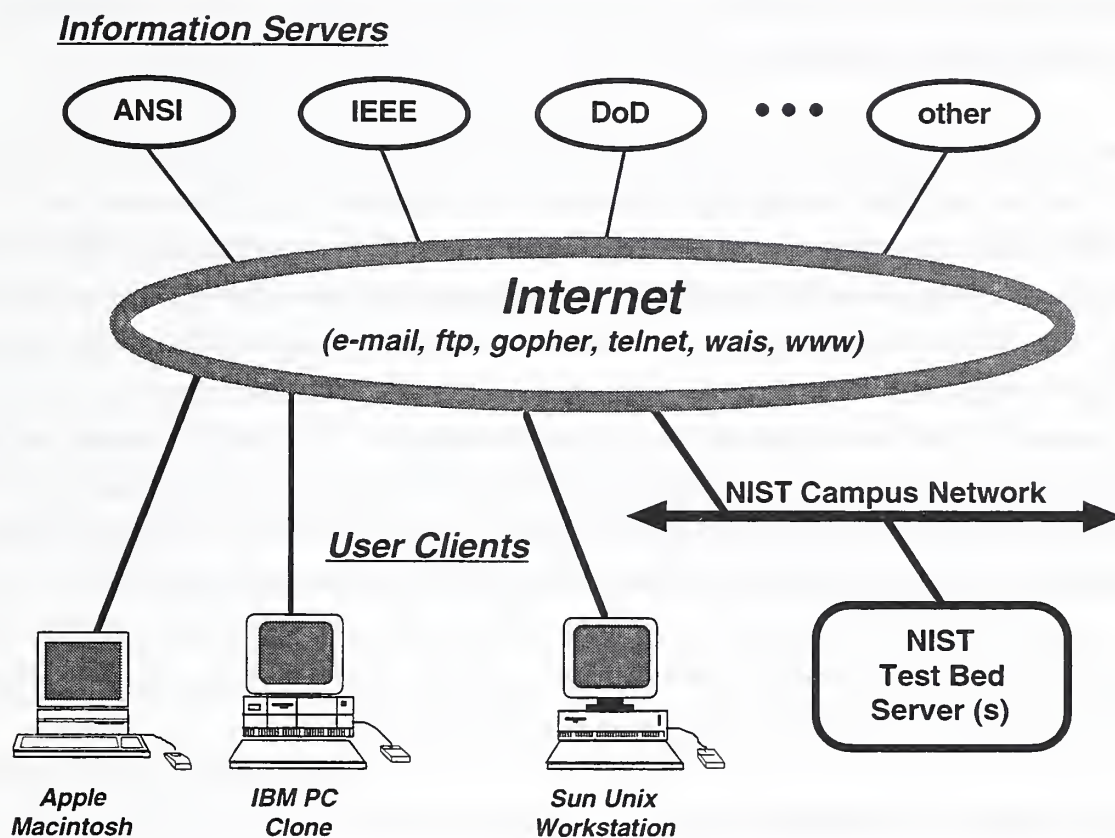 Information Servers
ANSI
IEEE
DoD
• • •
other
Internet
(e-mail, ftp, gopher, telnet, wais, www)
NIST Campus Network
User Clients
NIST
Test Bed
Server (s)
Apple
Macintosh
IBM PC
Clone
Sun Unix
Workstation